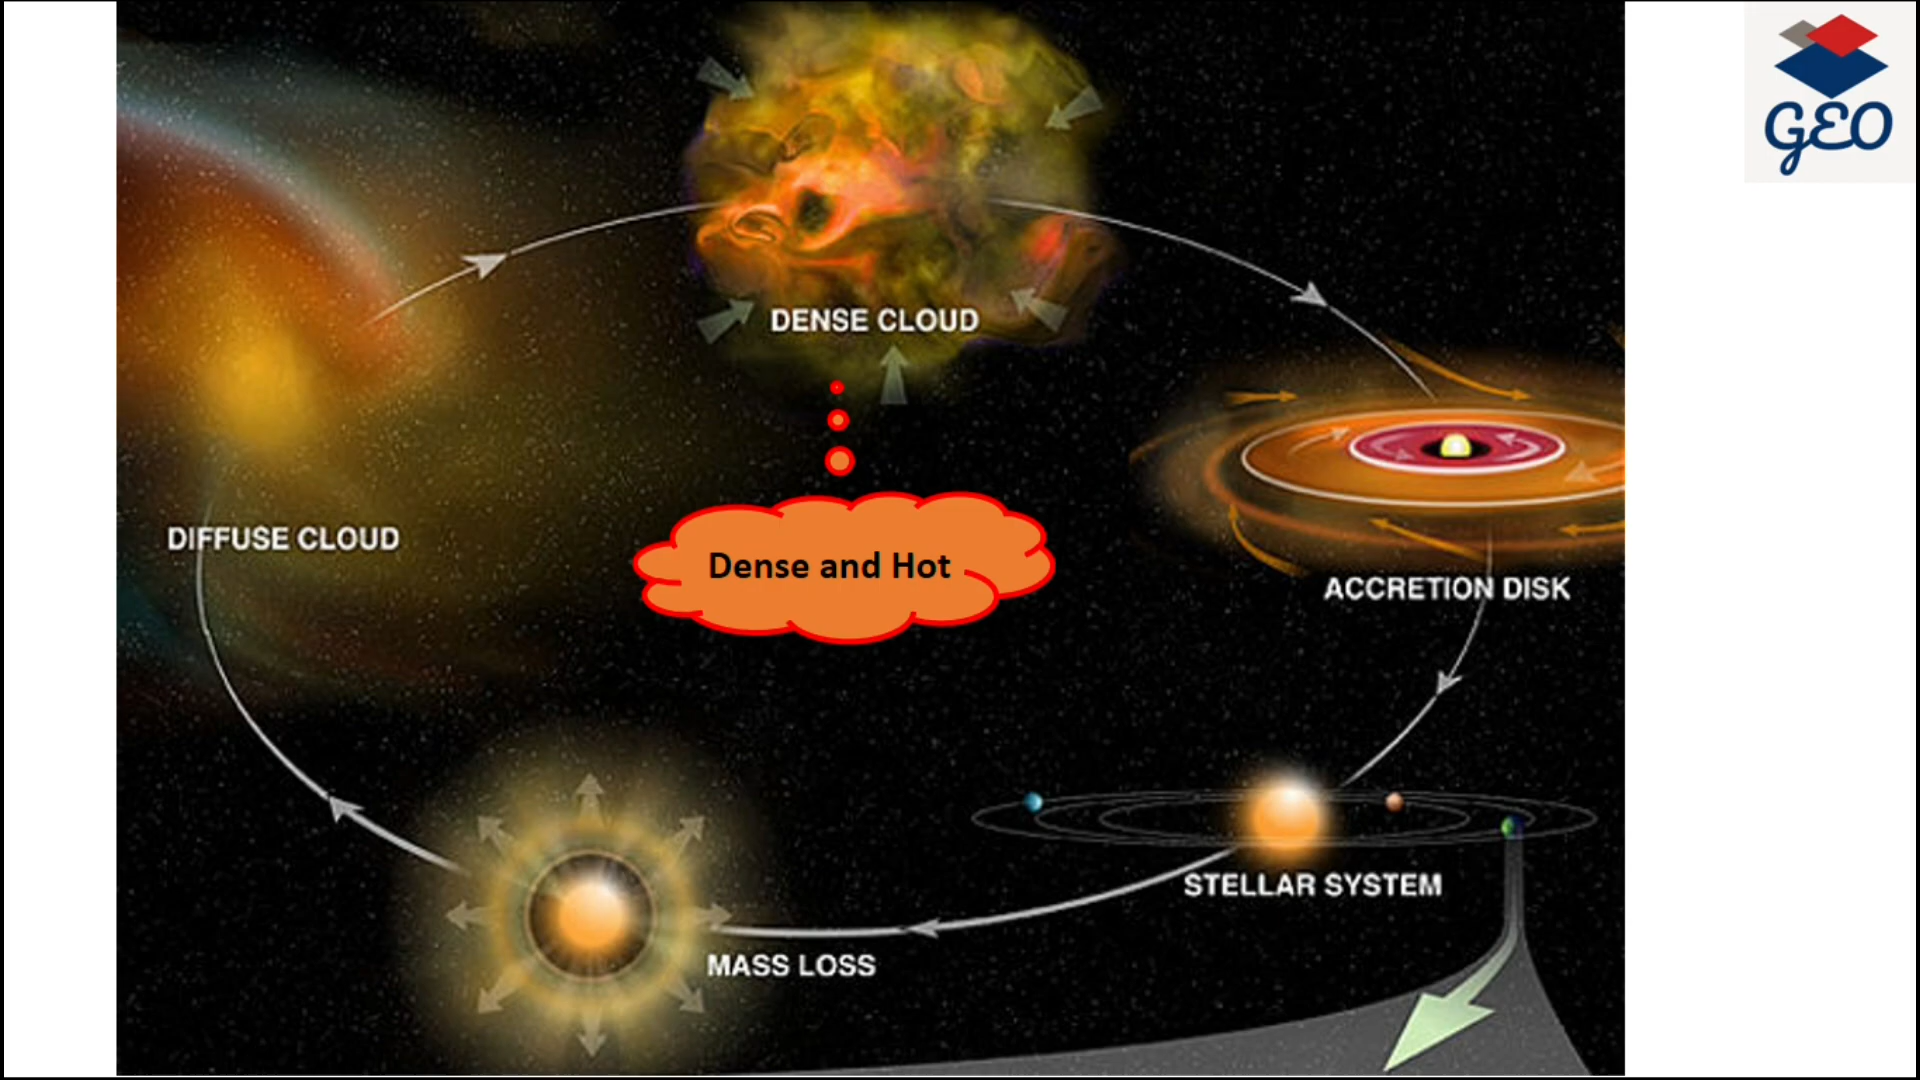 GEO
DENSE CLOUD
DIFFUSE CLOUD
Dense and Hot
ACCRETION DISK
STELLAR SYSTEM
MASS LOSS